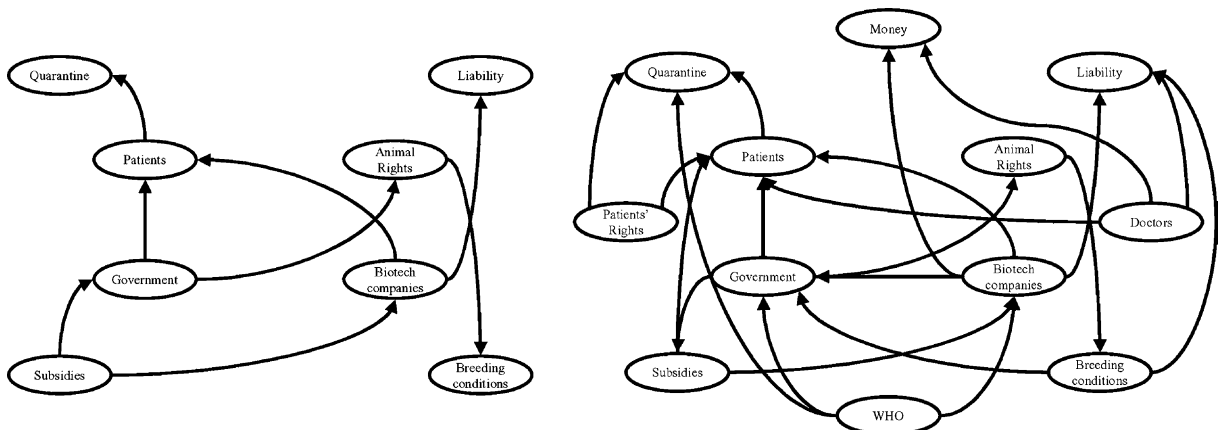 Quarantine
Liability
Patients
Animal
Rights
Government
Biotech
companies
Subsidies
Breeding
conditions
Money
Quarantine
Liability
Patients
Animal
Rights
Patients'
Rights
Doctors
Government
Biotech
companies
Subsidies
Breeding
conditions
WHO